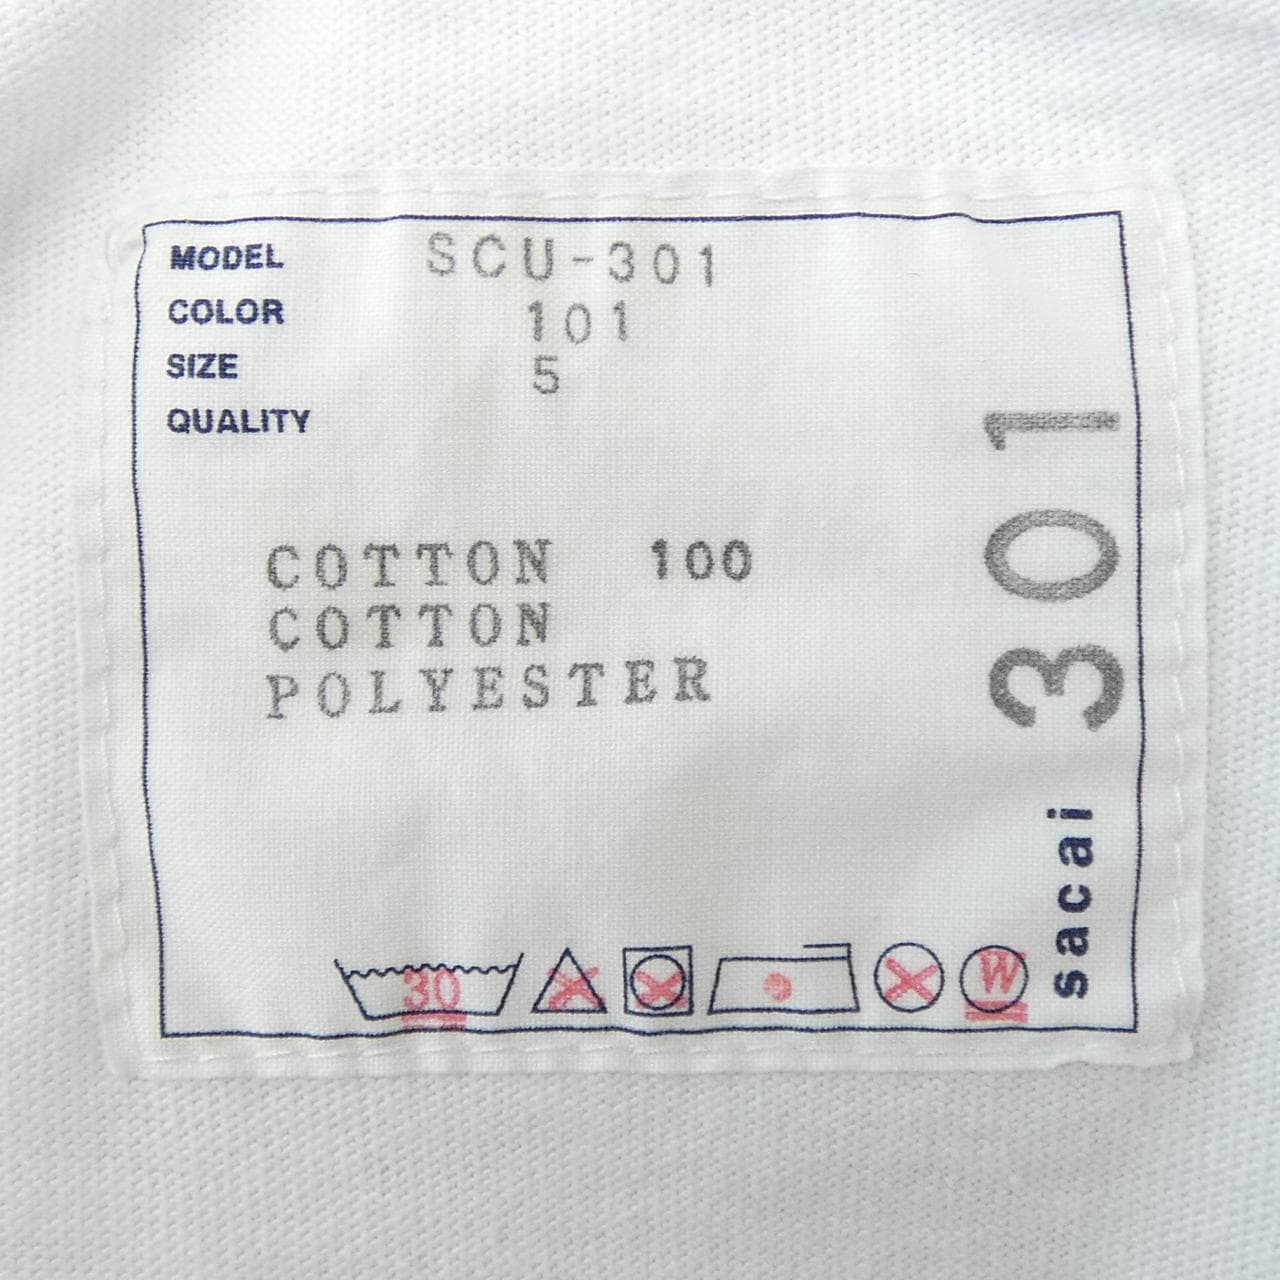 MODEL SCU-301
COLOR 101
SIZE 5
QUALITY
COTTON 100
COTTON
POLYESTER
30
W
sacai 301